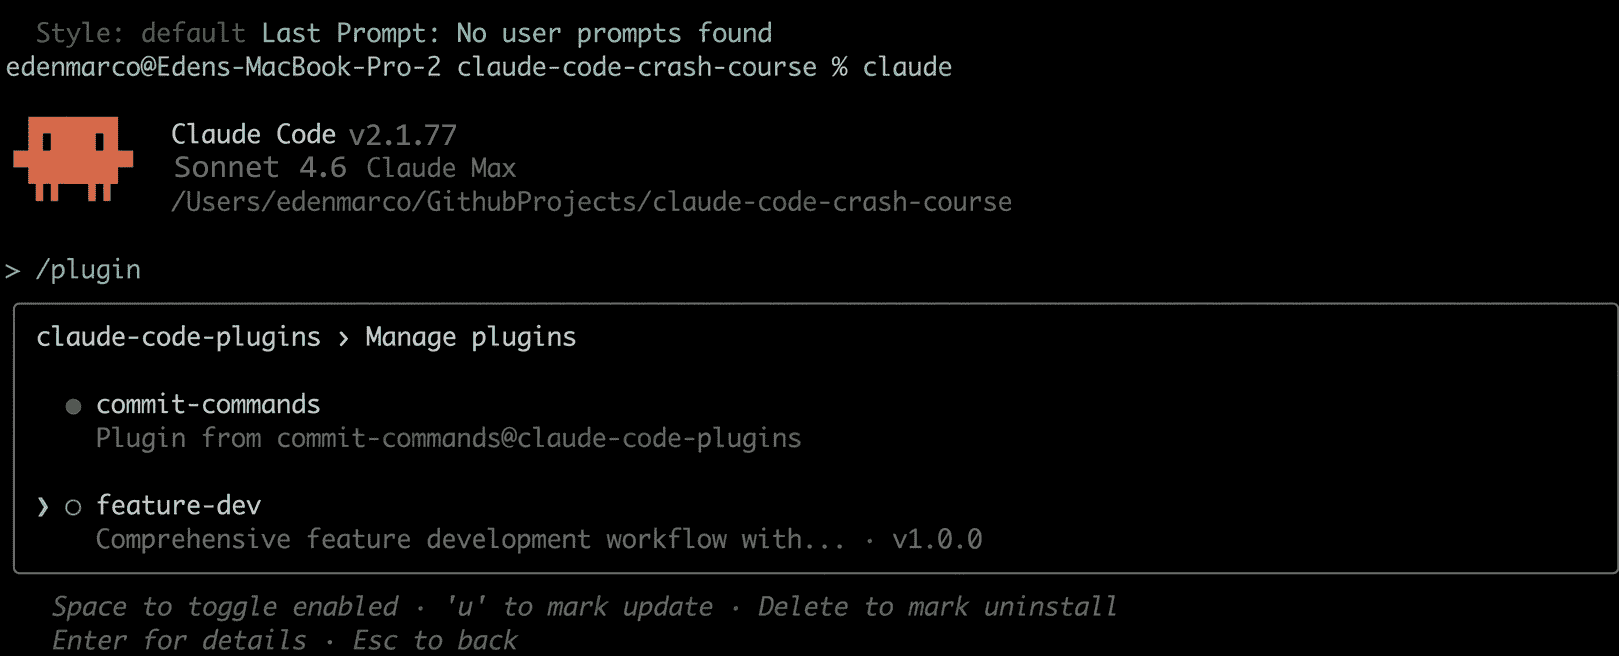 Style: default Last Prompt: No user prompts found
edenmarco@Edens-MacBook-Pro-2 claude-code-crash-course % claude
Claude Code v2.1.77
Sonnet 4.6 Claude Max
/Users/edenmarco/GithubProjects/claude-code-crash-course
> /plugin
claude-code-plugins › Manage plugins
● commit-commands
Plugin from commit-commands@claude-code-plugins
❯ ○ feature-dev
Comprehensive feature development workflow with... · v1.0.0
Space to toggle enabled · 'u' to mark update · Delete to mark uninstall
Enter for details · Esc to back